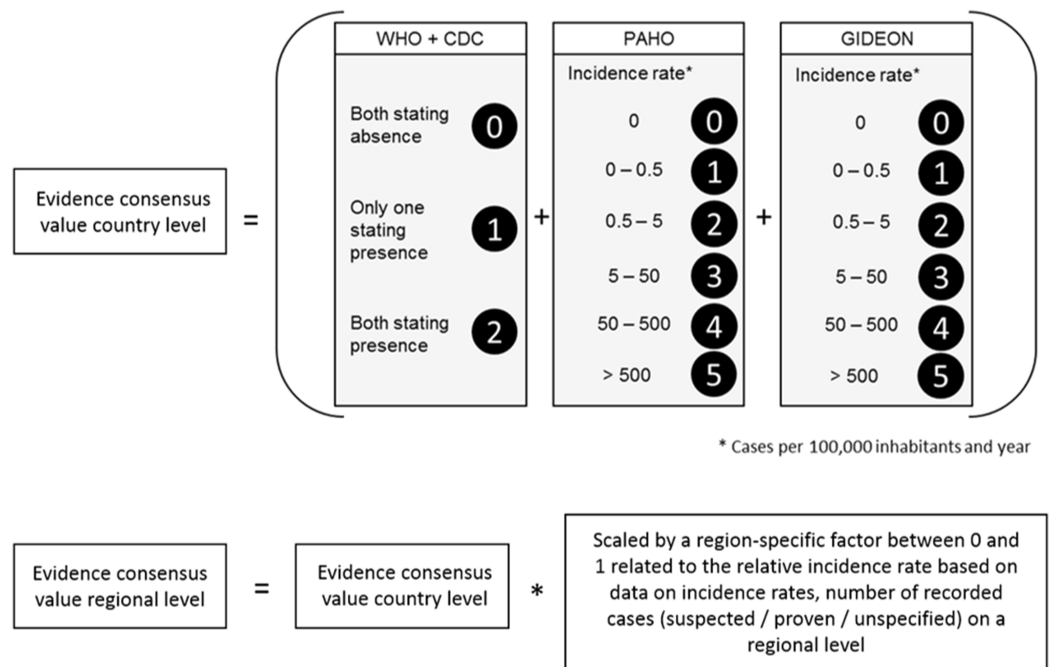 WHO + CDC
Both stating
absence
0
Only one
stating
presence
1
Both stating
presence
2
PAHO
Incidence rate*
0
0
0 – 0.5
1
0.5 – 5
2
5 – 50
3
50 – 500
4
> 500
5
GIDEON
Incidence rate*
0
0
0 – 0.5
1
0.5 – 5
2
5 – 50
3
50 – 500
4
> 500
5
Evidence consensus
value country level
=
+
+
* Cases per 100,000 inhabitants and year
Evidence consensus
value regional level
=
Evidence consensus
value country level
*
Scaled by a region-specific factor between 0 and
1 related to the relative incidence rate based on
data on incidence rates, number of recorded
cases (suspected / proven / unspecified) on a
regional level